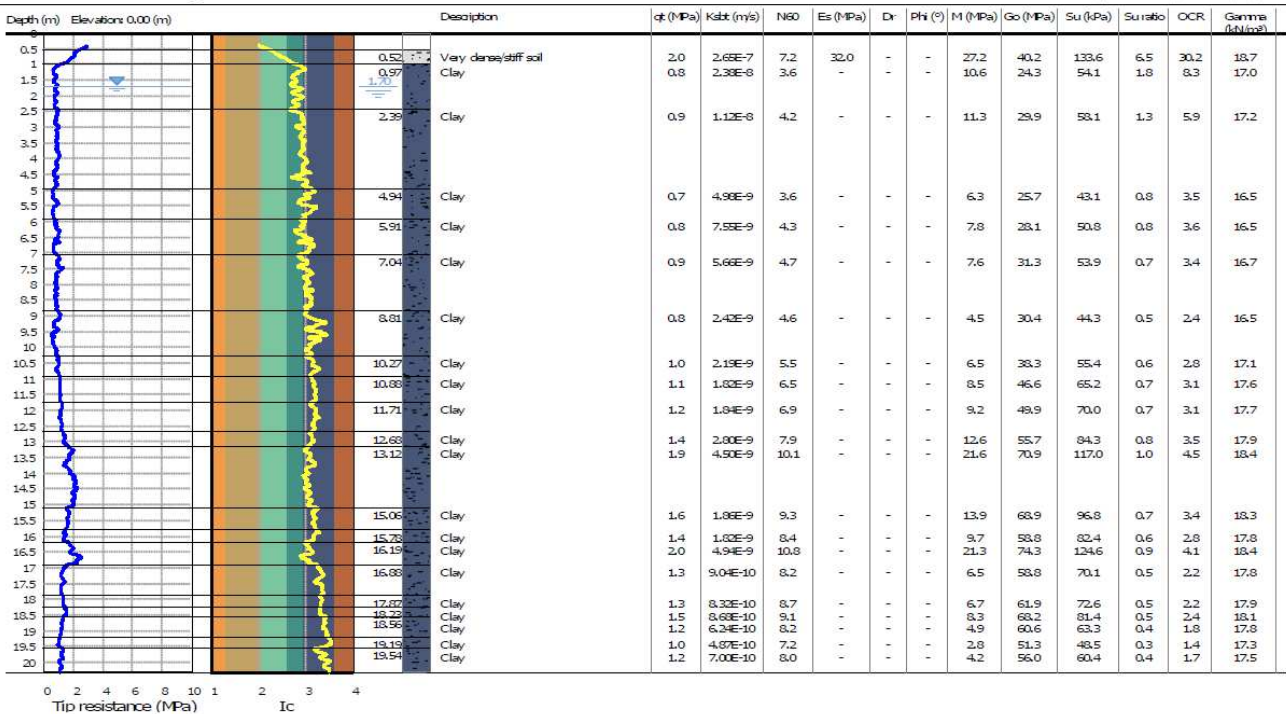 Depth (m) Elevation: 0.00 (m) Description qt (MPa) Ksbt (m/s) N60 Es (MPa) Dr Phi (°) M (MPa) Go (MPa) Su (kPa) Su ratio OCR Gamma (kN/m³)
0
0.5
0.52 Very dense/stiff soil 2.0 2.65E-7 7.2 32.0 - - 27.2 40.2 133.6 6.5 30.2 18.7
1
0.97 Clay 0.8 2.38E-8 3.6 - - - 10.6 24.3 54.1 1.8 8.3 17.0
1.5
1.70
2
2.5
2.39 Clay 0.9 1.12E-8 4.2 - - - 11.3 29.9 58.1 1.3 5.9 17.2
3
3.5
4
4.5
5
4.94 Clay 0.7 4.98E-9 3.6 - - - 6.3 25.7 43.1 0.8 3.5 16.5
5.5
6
5.91 Clay 0.8 7.55E-9 4.3 - - - 7.8 28.1 50.8 0.8 3.6 16.5
6.5
7
7.04 Clay 0.9 5.66E-9 4.7 - - - 7.6 31.3 53.9 0.7 3.4 16.7
7.5
8
8.5
9
8.81 Clay 0.8 2.42E-9 4.6 - - - 4.5 30.4 44.3 0.5 2.4 16.5
9.5
10
10.5
10.27 Clay 1.0 2.19E-9 5.5 - - - 6.5 38.3 55.4 0.6 2.8 17.1
11
10.88 Clay 1.1 1.82E-9 6.5 - - - 8.5 46.6 65.2 0.7 3.1 17.6
11.5
12
11.71 Clay 1.2 1.84E-9 6.9 - - - 9.2 49.9 70.0 0.7 3.1 17.7
12.5
13
12.68 Clay 1.4 2.80E-9 7.9 - - - 12.6 55.7 84.3 0.8 3.5 17.9
13.5
13.12 Clay 1.9 4.50E-9 10.1 - - - 21.6 70.9 117.0 1.0 4.5 18.4
14
14.5
15
15.5
15.06 Clay 1.6 1.86E-9 9.3 - - - 13.9 68.9 96.8 0.7 3.4 18.3
16
15.78 Clay 1.4 1.82E-9 8.4 - - - 9.7 58.8 82.4 0.6 2.8 17.8
16.5
16.19 Clay 2.0 4.94E-9 10.8 - - - 21.3 74.3 124.6 0.9 4.1 18.4
17
16.88 Clay 1.3 9.04E-10 8.2 - - - 6.5 58.8 70.1 0.5 2.2 17.8
17.5
18
17.87 Clay 1.3 8.32E-10 8.7 - - - 6.7 61.9 72.6 0.5 2.2 17.9
18.5
18.23 Clay 1.5 8.68E-10 9.1 - - - 8.3 68.2 81.4 0.5 2.4 18.1
18.56 Clay 1.2 6.24E-10 8.2 - - - 4.9 60.6 63.3 0.4 1.8 17.8
19
19.5
19.19 Clay 1.0 4.87E-10 7.2 - - - 2.8 51.3 48.5 0.3 1.4 17.3
19.54 Clay 1.2 7.00E-10 8.0 - - - 4.2 56.0 60.4 0.4 1.7 17.5
20
0 2 4 6 8 10 1 2 3 4
Tip resistance (MPa) Ic